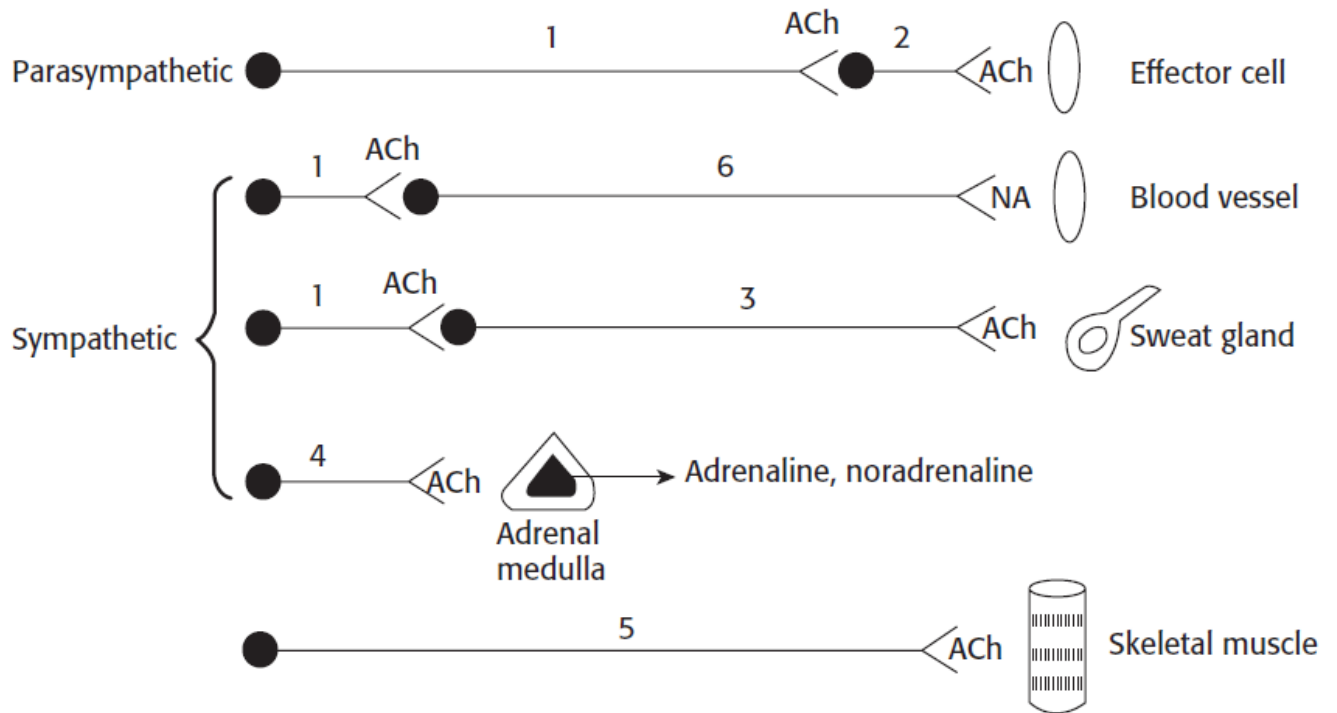 1 ACh 2
Parasympathetic ACh Effector cell
1 ACh 6
NA Blood vessel
1 ACh 3
Sympathetic ACh Sweat gland
4
ACh Adrenaline, noradrenaline
Adrenal
medulla
5
ACh Skeletal muscle